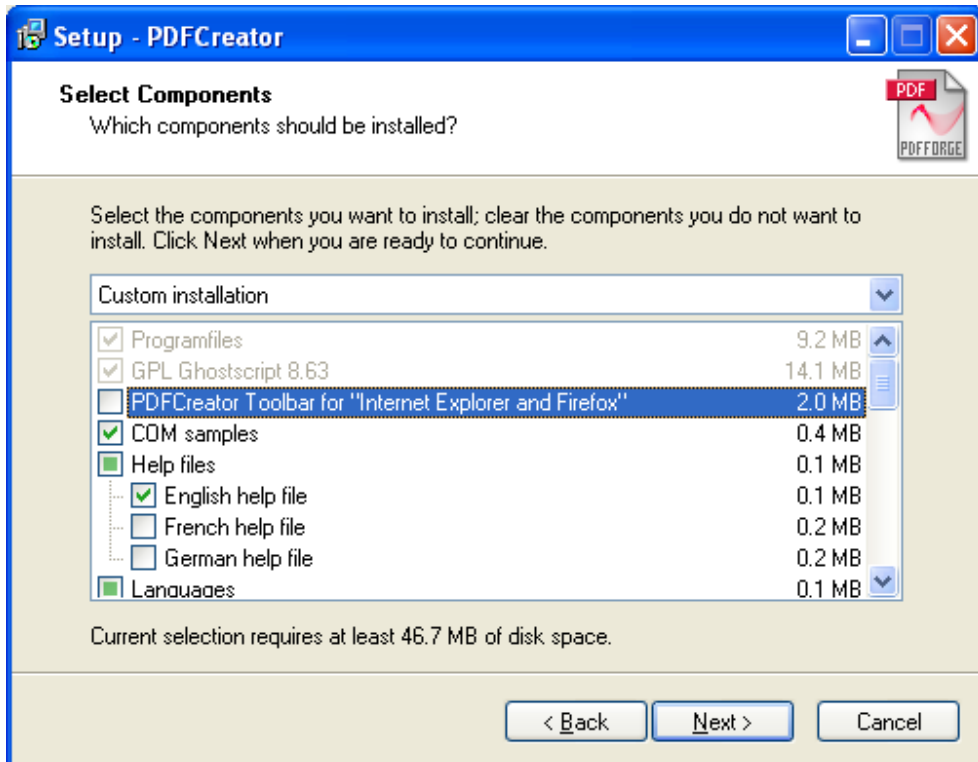 Setup - PDFCreator
Select Components
Which components should be installed?
PDF
PDFFORGE
Select the components you want to install; clear the components you do not want to
install. Click Next when you are ready to continue.
Custom installation
Programfiles 9.2 MB
GPL Ghostscript 8.63 14.1 MB
PDFCreator Toolbar for "Internet Explorer and Firefox" 2.0 MB
COM samples 0.4 MB
Help files 0.1 MB
English help file 0.1 MB
French help file 0.2 MB
German help file 0.2 MB
Languages 0.1 MB
Current selection requires at least 46.7 MB of disk space.
< Back
Next >
Cancel